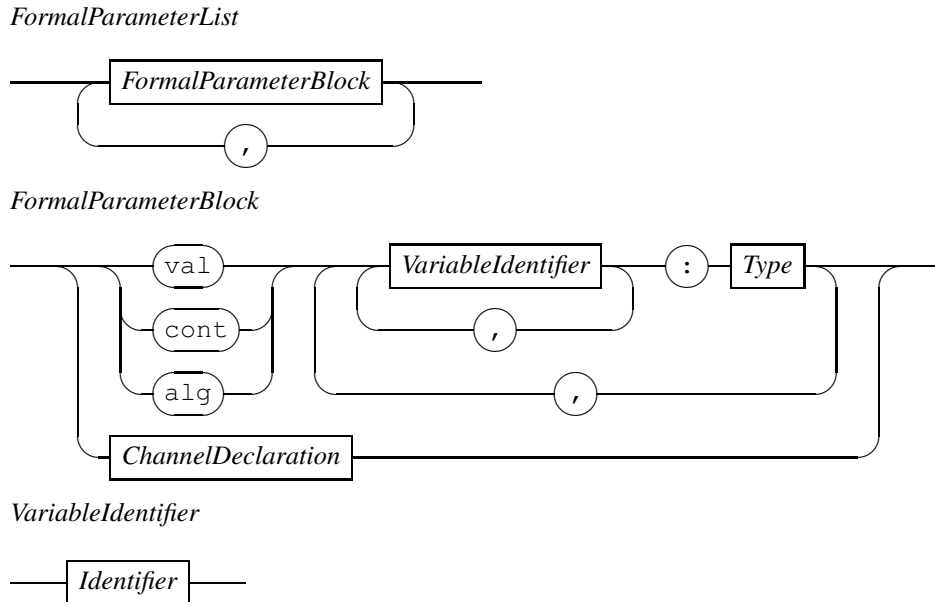 FormalParameterList
FormalParameterBlock
,
FormalParameterBlock
val VariableIdentifier : Type
cont ,
alg ,
ChannelDeclaration
VariableIdentifier
Identifier